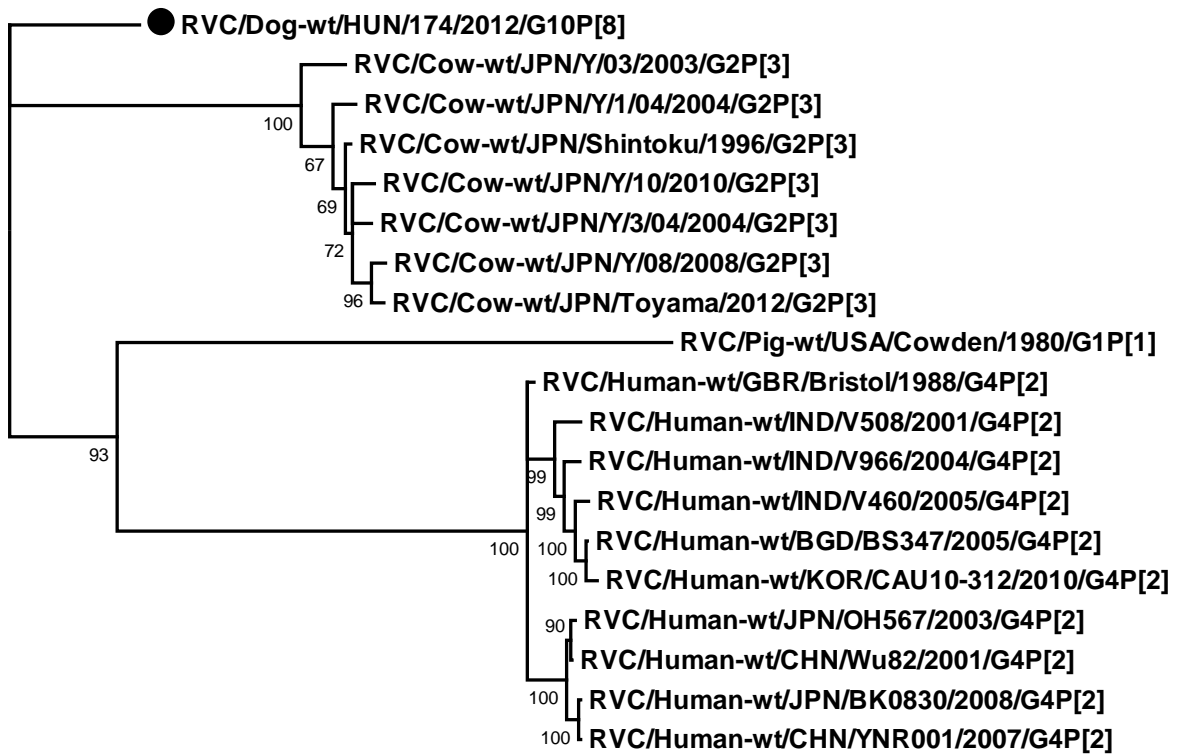 RVC/Dog-wt/HUN/174/2012/G10P[8]
RVC/Cow-wt/JPN/Y/03/2003/G2P[3]
RVC/Cow-wt/JPN/Y/1/04/2004/G2P[3]
100
RVC/Cow-wt/JPN/Shintoku/1996/G2P[3]
67
RVC/Cow-wt/JPN/Y/10/2010/G2P[3]
69
RVC/Cow-wt/JPN/Y/3/04/2004/G2P[3]
72
RVC/Cow-wt/JPN/Y/08/2008/G2P[3]
96
RVC/Cow-wt/JPN/Toyama/2012/G2P[3]
RVC/Pig-wt/USA/Cowden/1980/G1P[1]
RVC/Human-wt/GBR/Bristol/1988/G4P[2]
RVC/Human-wt/IND/V508/2001/G4P[2]
93
RVC/Human-wt/IND/V966/2004/G4P[2]
99
RVC/Human-wt/IND/V460/2005/G4P[2]
99
RVC/Human-wt/BGD/BS347/2005/G4P[2]
100
100
RVC/Human-wt/KOR/CAU10-312/2010/G4P[2]
100
RVC/Human-wt/JPN/OH567/2003/G4P[2]
90
RVC/Human-wt/CHN/Wu82/2001/G4P[2]
RVC/Human-wt/JPN/BK0830/2008/G4P[2]
100
RVC/Human-wt/CHN/YNR001/2007/G4P[2]
100